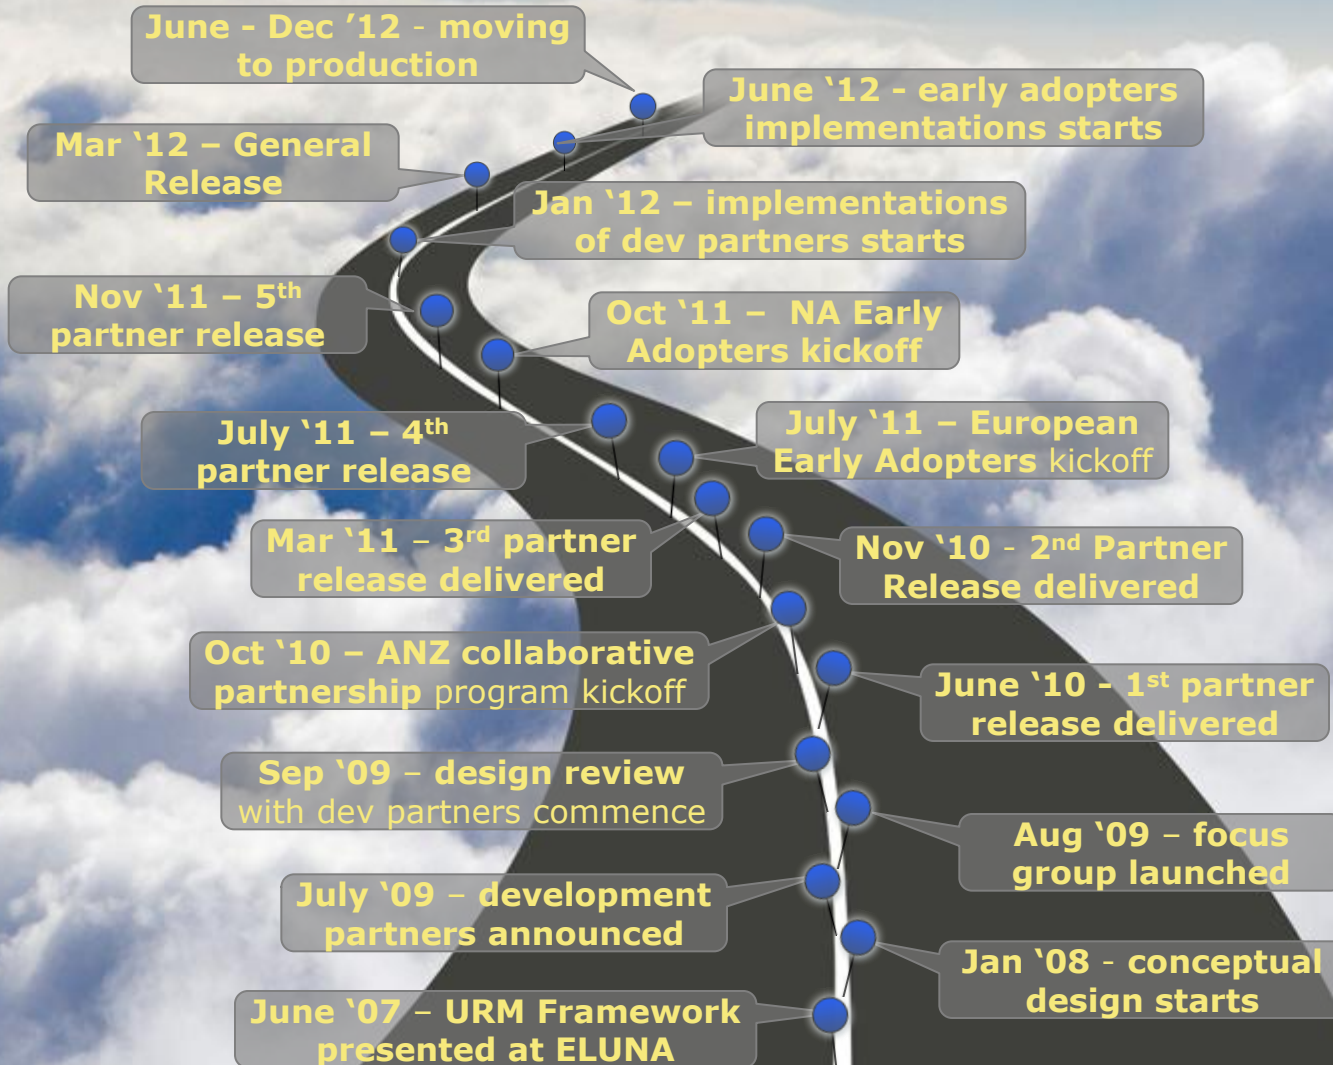 June - Dec ’12 - moving
to production
June ‘12 - early adopters
implementations starts
Mar ‘12 – General
Release
Jan ‘12 – implementations
of dev partners starts
Nov ‘11 – 5th
partner release
Oct ‘11 – NA Early
Adopters kickoff
July ‘11 – 4th
partner release
July ‘11 – European
Early Adopters kickoff
Mar ‘11 – 3rd partner
release delivered
Nov ‘10 - 2nd Partner
Release delivered
Oct ‘10 – ANZ collaborative
partnership program kickoff
June ‘10 - 1st partner
release delivered
Sep ‘09 – design review
with dev partners commence
Aug ‘09 – focus
group launched
July ‘09 – development
partners announced
Jan ‘08 - conceptual
design starts
June ‘07 – URM Framework
presented at ELUNA